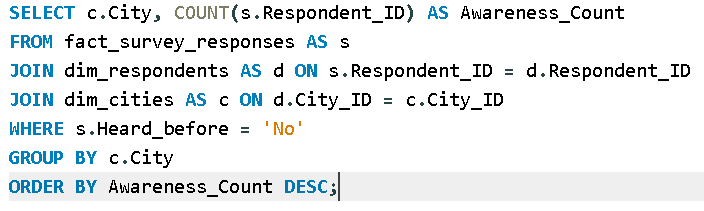 SELECT c.City, COUNT(s.Respondent_ID) AS Awareness_Count
FROM fact_survey_responses AS s
JOIN dim_respondents AS d ON s.Respondent_ID = d.Respondent_ID
JOIN dim_cities AS c ON d.City_ID = c.City_ID
WHERE s.Heard_before = 'No'
GROUP BY c.City
ORDER BY Awareness_Count DESC;